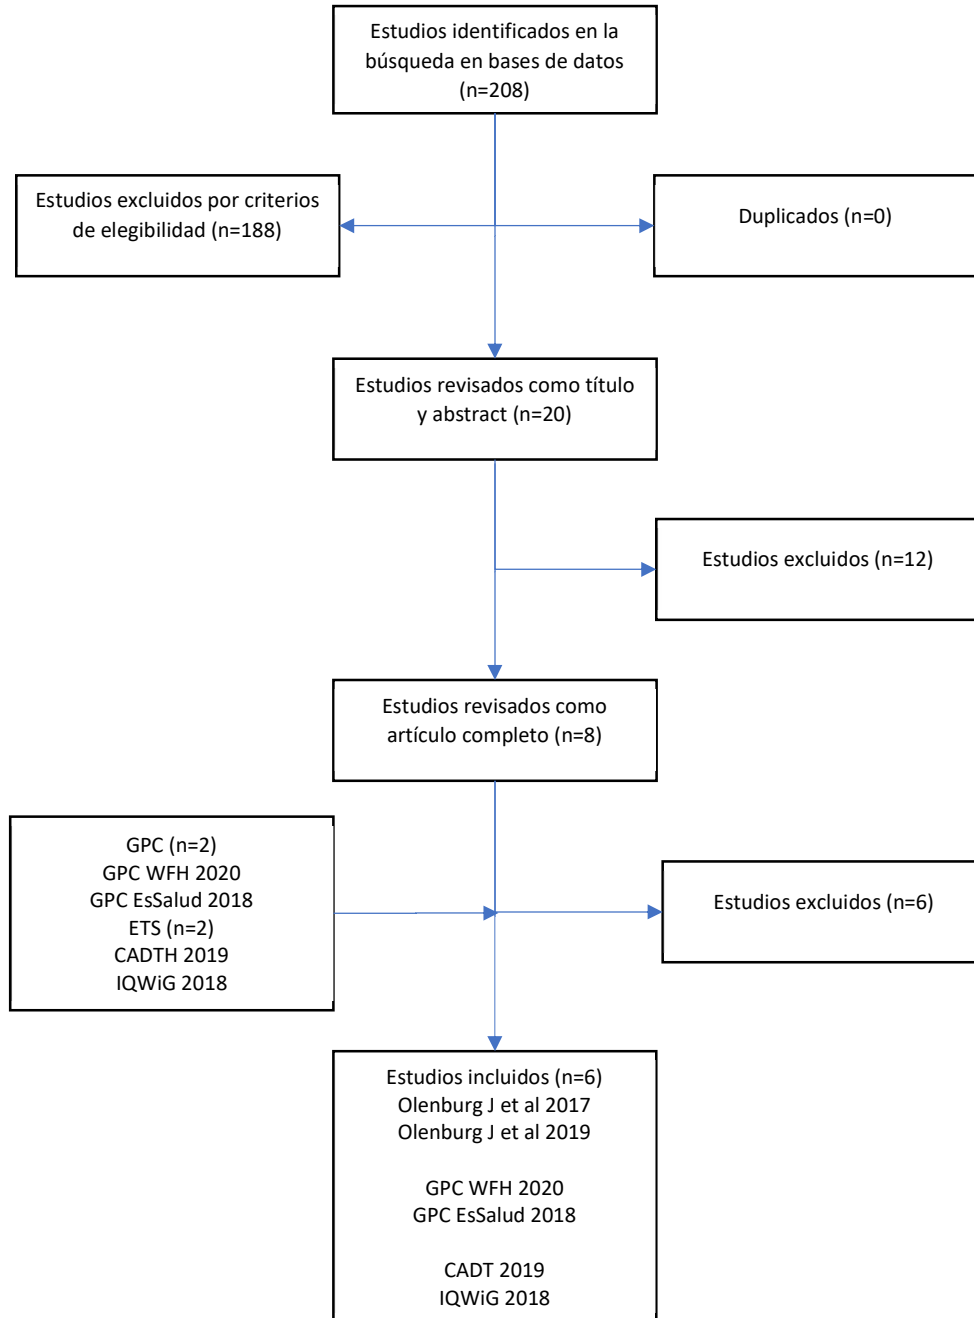 Estudios identificados en la
búsqueda en bases de datos
(n=208)
Estudios excluidos por criterios
de elegibilidad (n=188)
Duplicados (n=0)
Estudios revisados como título
y abstract (n=20)
Estudios excluidos (n=12)
Estudios revisados como
artículo completo (n=8)
GPC (n=2)
GPC WFH 2020
GPC EsSalud 2018
ETS (n=2)
CADTH 2019
IQWiG 2018
Estudios excluidos (n=6)
Estudios incluidos (n=6)
Olenburg J et al 2017
Olenburg J et al 2019
GPC WFH 2020
GPC EsSalud 2018
CADT 2019
IQWiG 2018